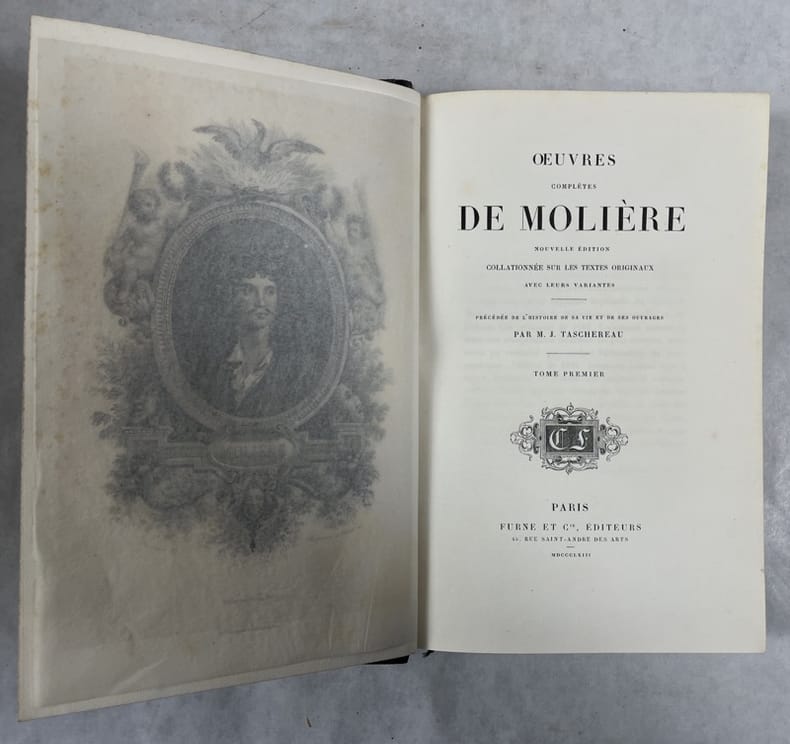 ŒUVRES
COMPLÈTES
DE MOLIÈRE
NOUVELLE ÉDITION
COLLATIONNÉE SUR LES TEXTES ORIGINAUX
AVEC LEURS VARIANTES
PRÉCÉDÉE DE L'HISTOIRE DE SA VIE ET DE SES OUVRAGES
PAR M. J. TASCHEREAU
TOME PREMIER
PARIS
FURNE ET Cie, ÉDITEURS
45, RUE SAINT-ANDRÉ DES ARTS
MDCCCLXIII